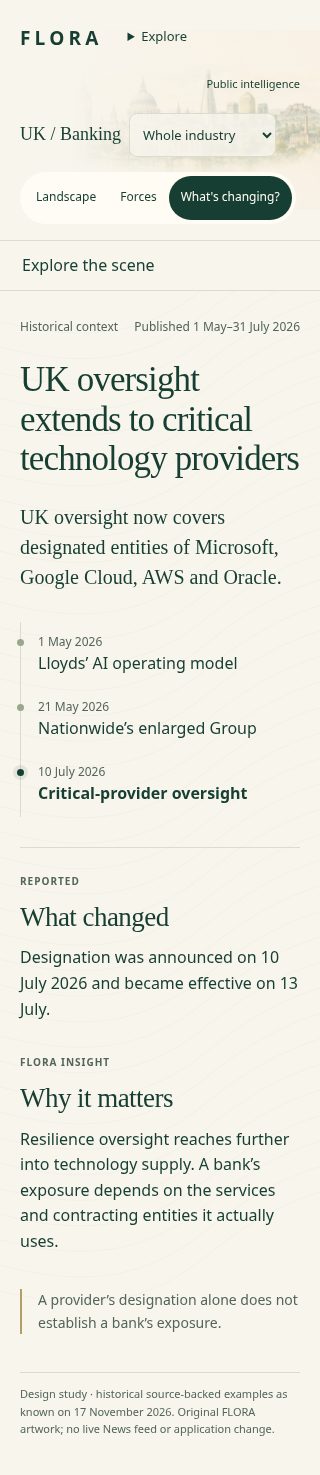 FLORA
▶ Explore
Public intelligence
UK / Banking
Whole industry
Landscape
Forces
What's changing?
Explore the scene
Historical context
Published 1 May–31 July 2026
UK oversight
extends to critical
technology providers
UK oversight now covers
designated entities of Microsoft,
Google Cloud, AWS and Oracle.
1 May 2026
Lloyds’ AI operating model
21 May 2026
Nationwide’s enlarged Group
10 July 2026
Critical-provider oversight
REPORTED
What changed
Designation was announced on 10
July 2026 and became effective on 13
July.
FLORA INSIGHT
Why it matters
Resilience oversight reaches further
into technology supply. A bank’s
exposure depends on the services
and contracting entities it actually
uses.
A provider’s designation alone does not
establish a bank’s exposure.
Design study · historical source-backed examples as
known on 17 November 2026. Original FLORA
artwork; no live News feed or application change.